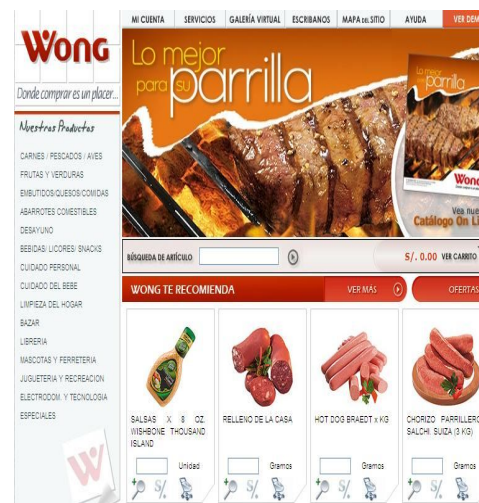 MI CUENTA SERVICIOS GALERÍA VIRTUAL ESCRIBANOS MAPA DEL SITIO AYUDA VER DEM
Wong
Donde comprar es un placer...
Lo mejor
para su parrilla
Lo mejor
para su parrilla
Wong
Vea nue
Catálogo On Li
Nuestros Productos
CARNES / PESCADOS / AVES
FRUTAS Y VERDURAS
EMBUTIDOS/QUESOS/COMIDAS
ABARROTES COMESTIBLES
DESAYUNO
BEBIDAS/ LICORES/ SNACKS
CUIDADO PERSONAL
CUIDADO DEL BEBE
LIMPIEZA DEL HOGAR
BAZAR
LIBRERIA
MASCOTAS Y FERRETERIA
JUGUETERIA Y RECREACION
ELECTRODOM. Y TECNOLOGIA
ESPECIALES
W
BÚSQUEDA DE ARTÍCULO S/. 0.00 VER CARRITO
WONG TE RECOMIENDA VER MÁS OFERTAS
SALSAS X 8 OZ.
WISHBONE THOUSAND
ISLAND
Unidad
S/.
RELLENO DE LA CASA
Gramos
S/.
HOT DOG BRAEDT x KG
Gramos
S/.
CHORIZO PARRILLERO
SALCHI. SUIZA (3 KG)
Gramos
S/.